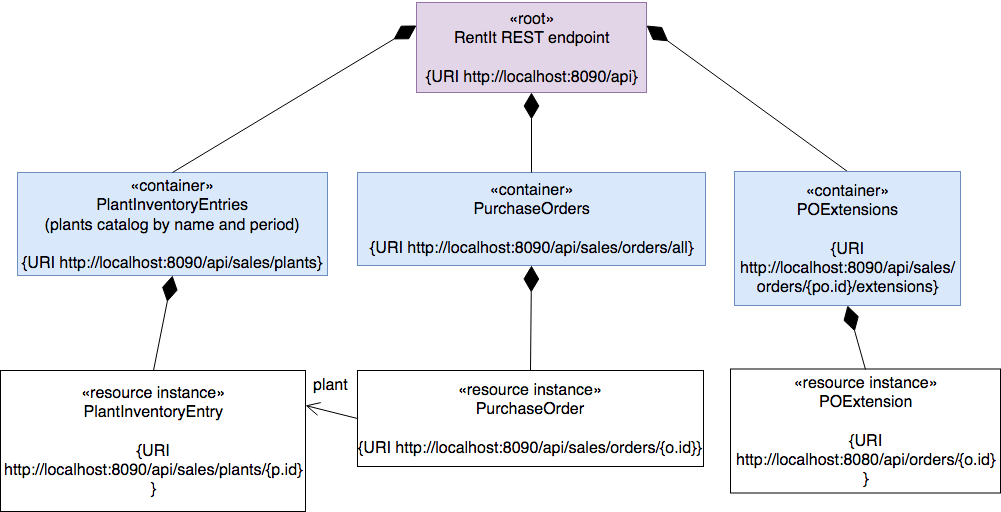 «root»
RentIt REST endpoint
{URI http://localhost:8090/api}
«container»
PlantInventoryEntries
(plants catalog by name and period)
{URI http://localhost:8090/api/sales/plants}
«container»
PurchaseOrders
{URI http://localhost:8090/api/sales/orders/all}
«container»
POExtensions
{URI
http://localhost:8090/api/sales/
orders/{po.id}/extensions}
«resource instance»
PlantInventoryEntry
{URI
http://localhost:8090/api/sales/plants/{p.id}
}
plant
«resource instance»
PurchaseOrder
{URI http://localhost:8090/api/sales/orders/{o.id}}
«resource instance»
POExtension
{URI
http://localhost:8080/api/orders/{o.id}
}